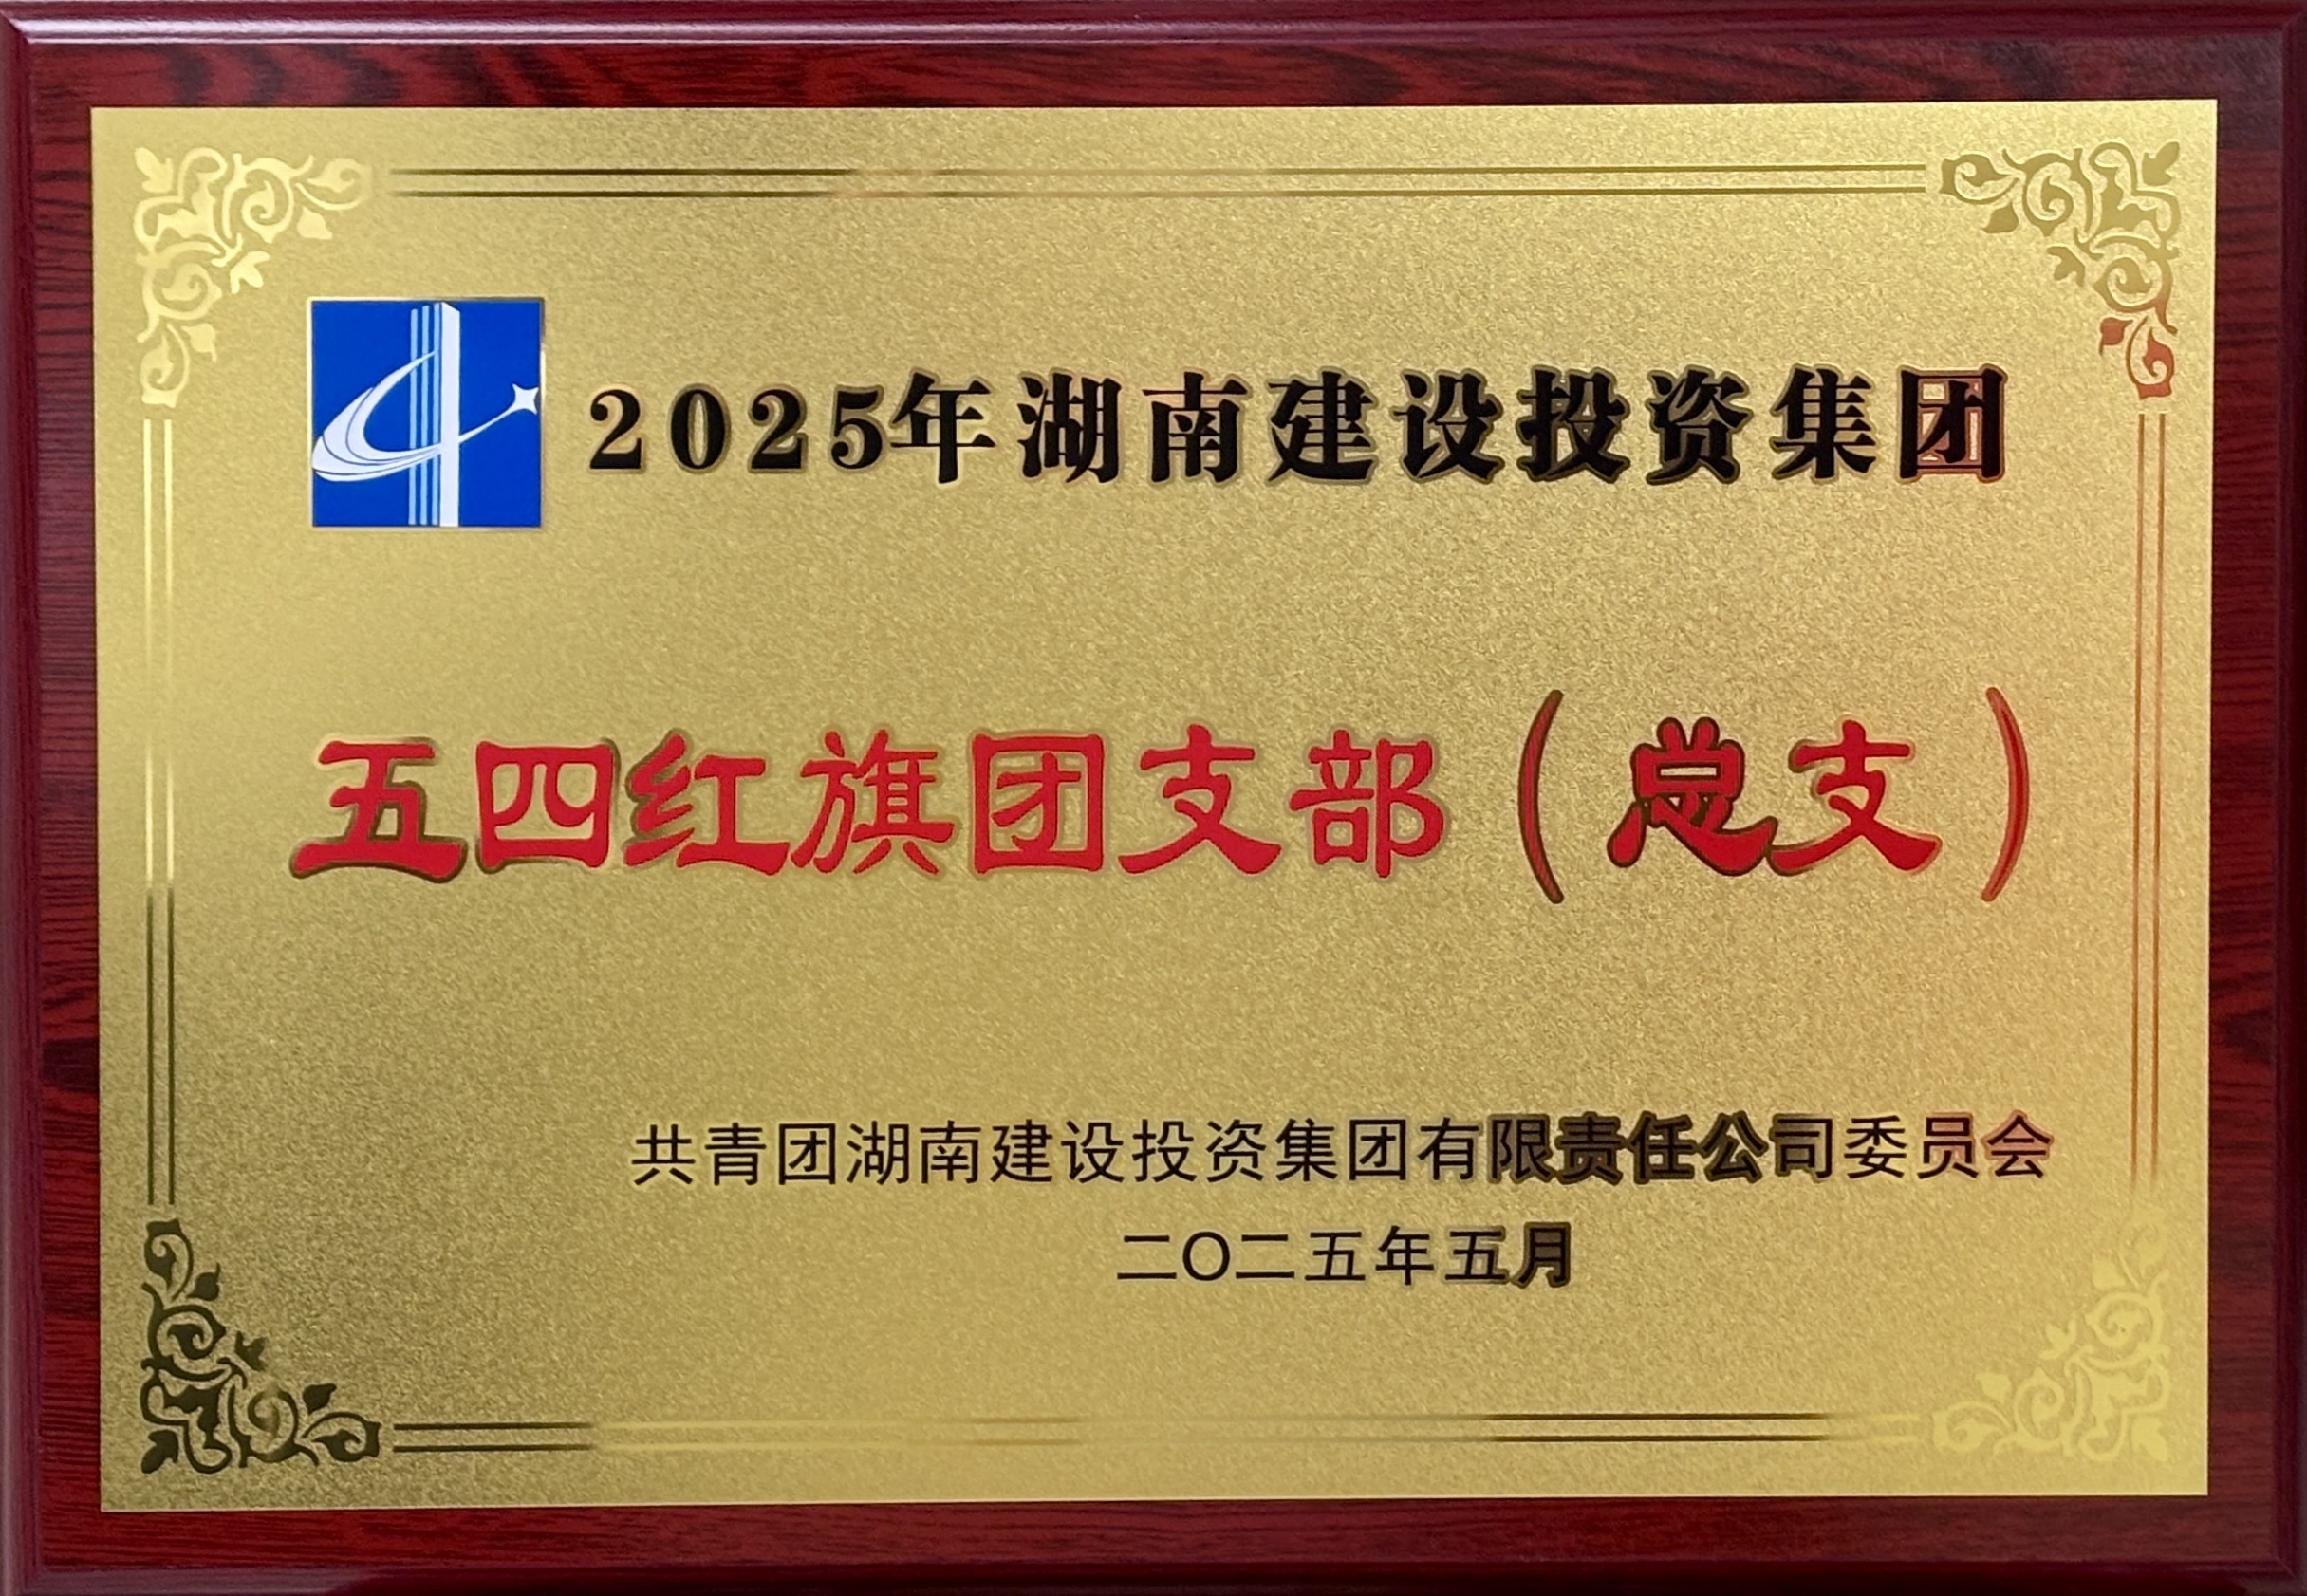 2025年湖南建设投资集团
五四红旗团支部（总支）
共青团湖南建设投资集团有限责任公司委员会
二〇二五年五月